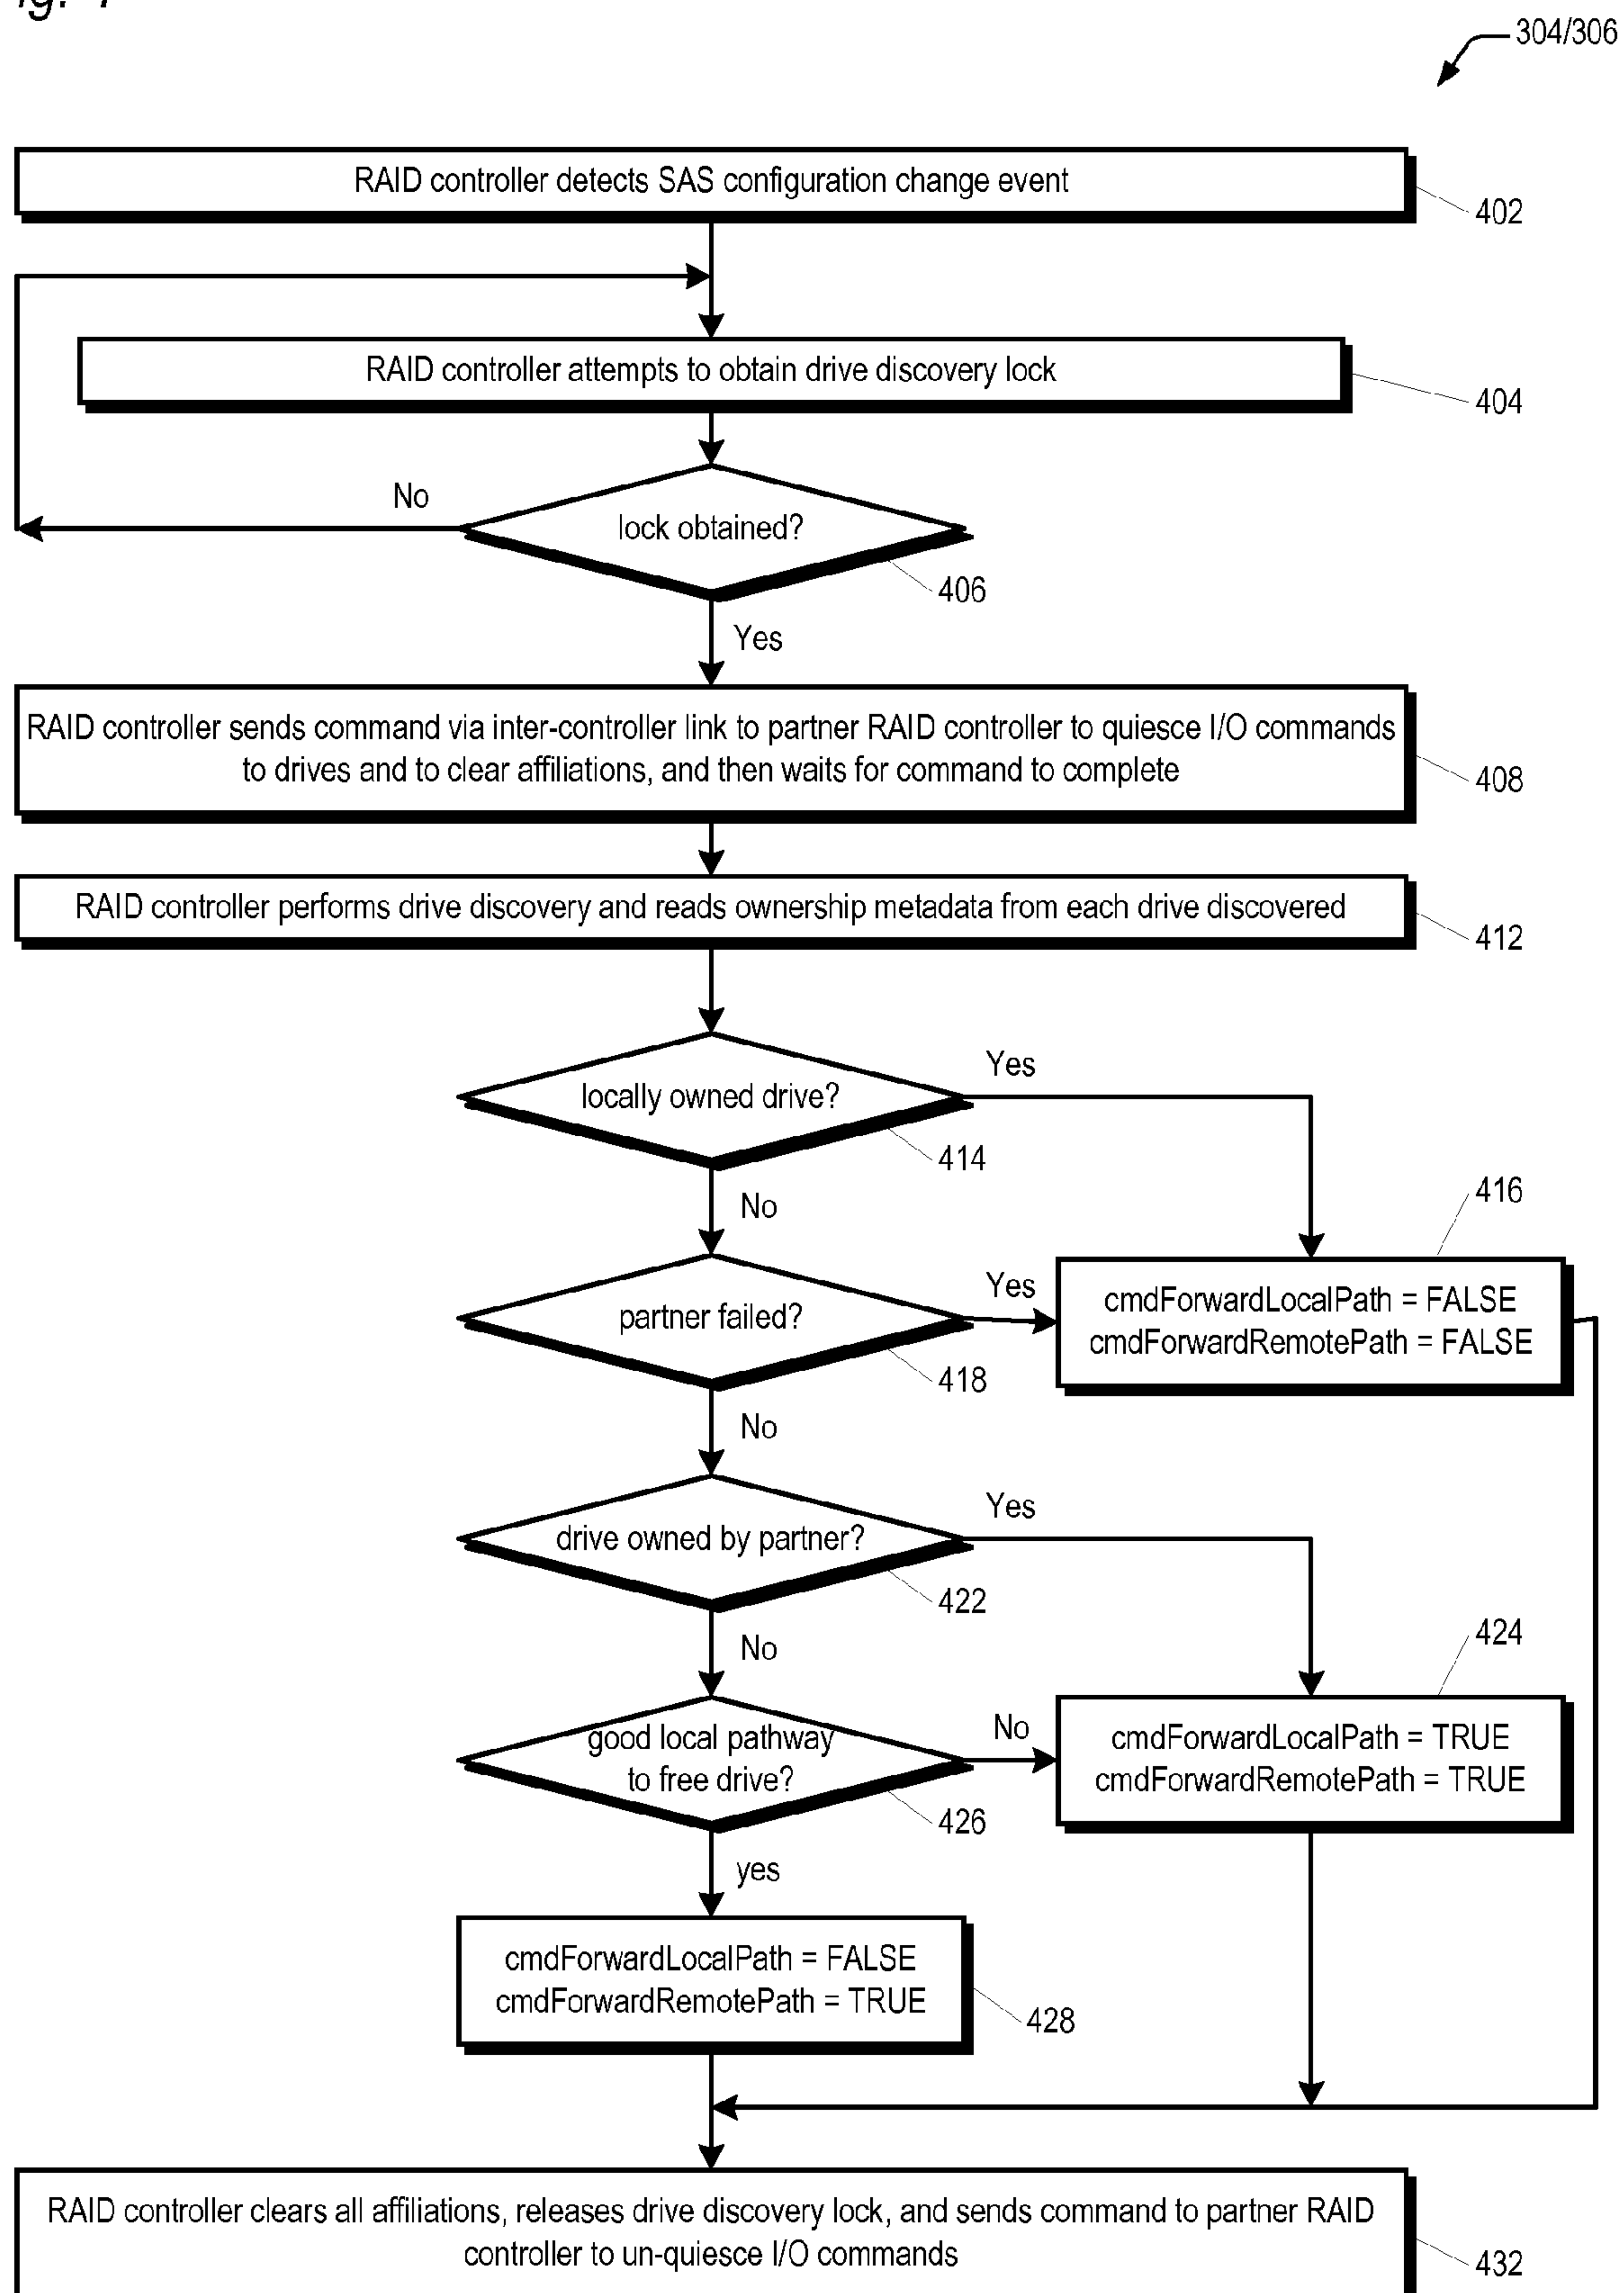 304/306
RAID controller detects SAS configuration change event
402
RAID controller attempts to obtain drive discovery lock
404
No
lock obtained?
406
Yes
RAID controller sends command via inter-controller link to partner RAID controller to quiesce I/O commands
to drives and to clear affiliations, and then waits for command to complete
408
RAID controller performs drive discovery and reads ownership metadata from each drive discovered
412
locally owned drive?
Yes
414
No
416
partner failed?
Yes
cmdForwardLocalPath = FALSE
cmdForwardRemotePath = FALSE
418
No
drive owned by partner?
Yes
422
No
424
good local pathway
to free drive?
No
cmdForwardLocalPath = TRUE
cmdForwardRemotePath = TRUE
426
yes
cmdForwardLocalPath = FALSE
cmdForwardRemotePath = TRUE
428
RAID controller clears all affiliations, releases drive discovery lock, and sends command to partner RAID
controller to un-quiesce I/O commands
432